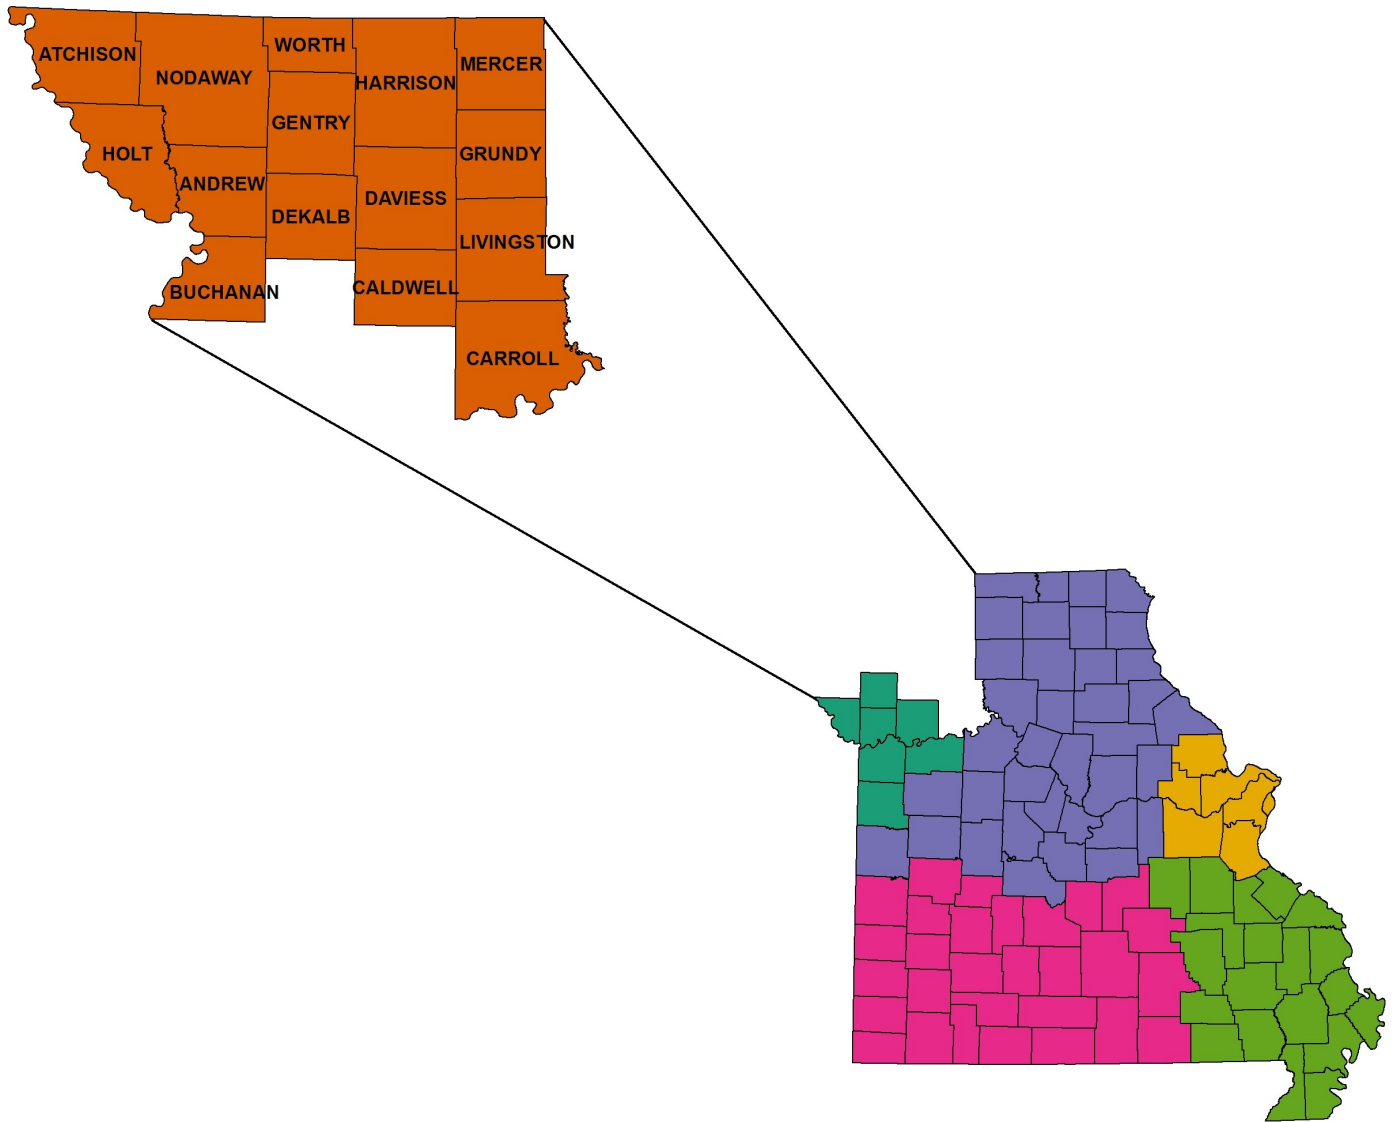 ATCHISON
NODAWAY
WORTH
HARRISON
MERCER
GENTRY
HOLT
GRUNDY
ANDREW
DAVIESS
DEKALB
LIVINGSTON
BUCHANAN
CALDWELL
CARROLL